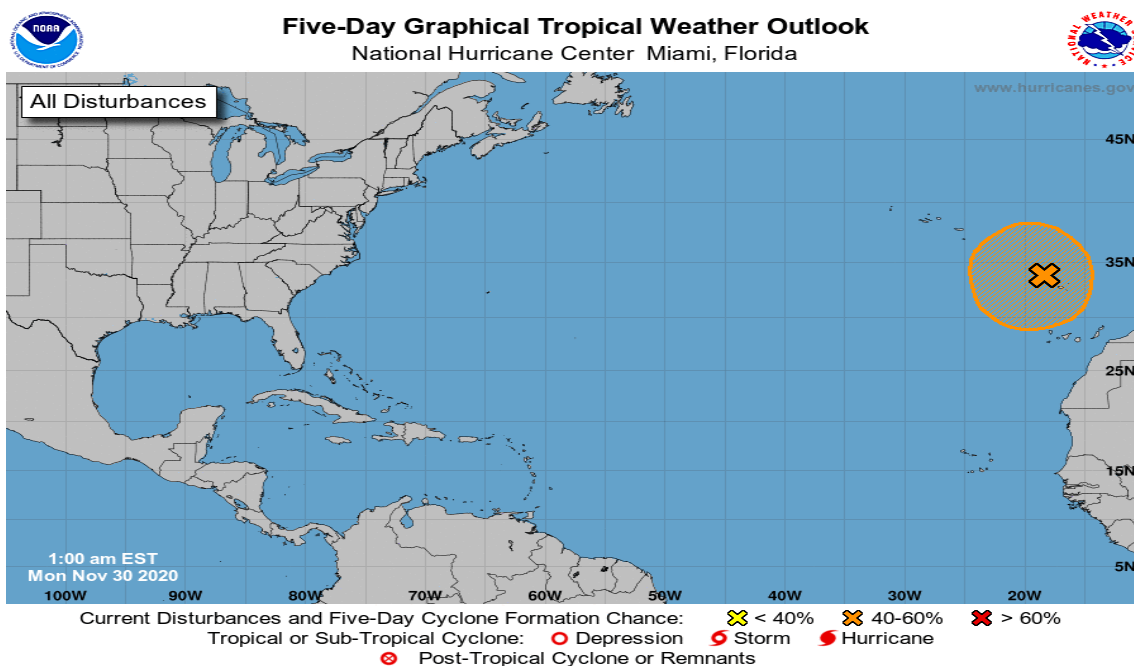 Five-Day Graphical Tropical Weather Outlook
National Hurricane Center Miami, Florida
NOAA
All Disturbances
www.hurricanes.gov
45N
35N
25N
15N
5N
1:00 am EST
Mon Nov 30 2020
100W 90W 80W 70W 60W 50W 40W 30W 20W
Current Disturbances and Five-Day Cyclone Formation Chance: < 40% 40-60% > 60%
Tropical or Sub-Tropical Cyclone: Depression Storm Hurricane
Post-Tropical Cyclone or Remnants